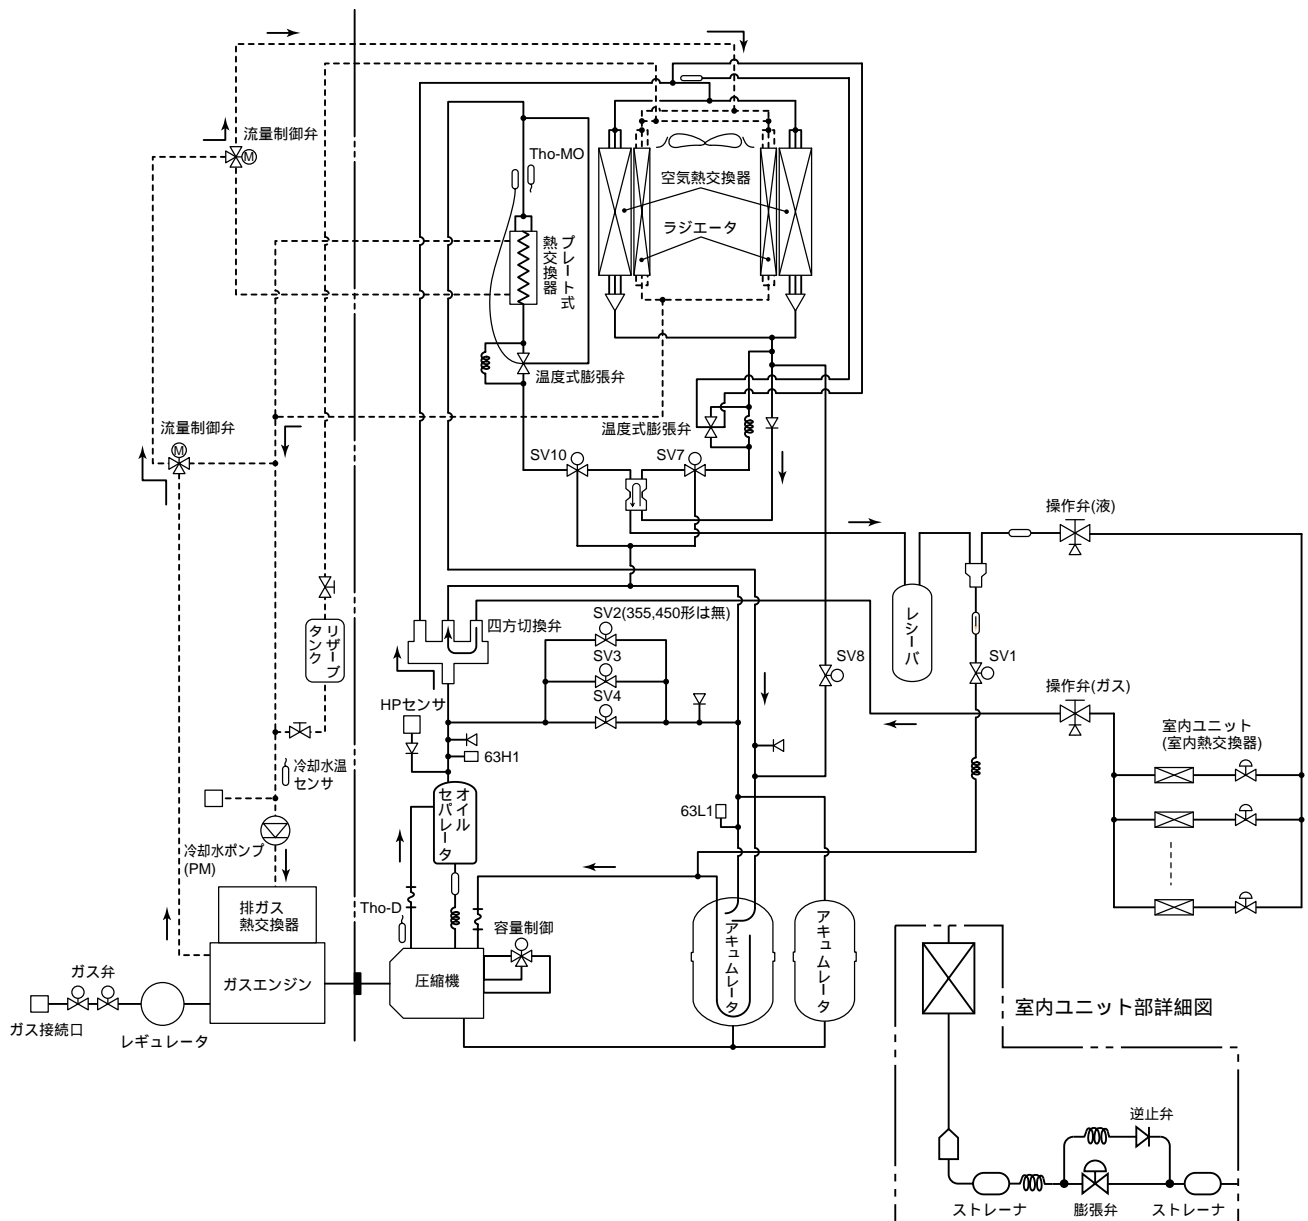 流量制御弁
M
Tho-MO
空気熱交換器
ラジエータ
プレート式
熱交換器
温度式膨張弁
流量制御弁
M
温度式膨張弁
SV10
SV7
操作弁(液)
レシーバ
リザーブ
タンク
四方切換弁
SV2(355,450形は無)
SV3
SV4
SV8
SV1
操作弁(ガス)
HPセンサ
63H1
室内ユニット
(室内熱交換器)
冷却水温
センサ
オイル
セパレータ
63L1
冷却水ポンプ
(PM)
排ガス
熱交換器
Tho-D
容量制御
アキュムレータ
アキュムレータ
ガス弁
ガスエンジン
圧縮機
ガス接続口
レギュレータ
室内ユニット部詳細図
逆止弁
ストレーナ
膨張弁
ストレーナ